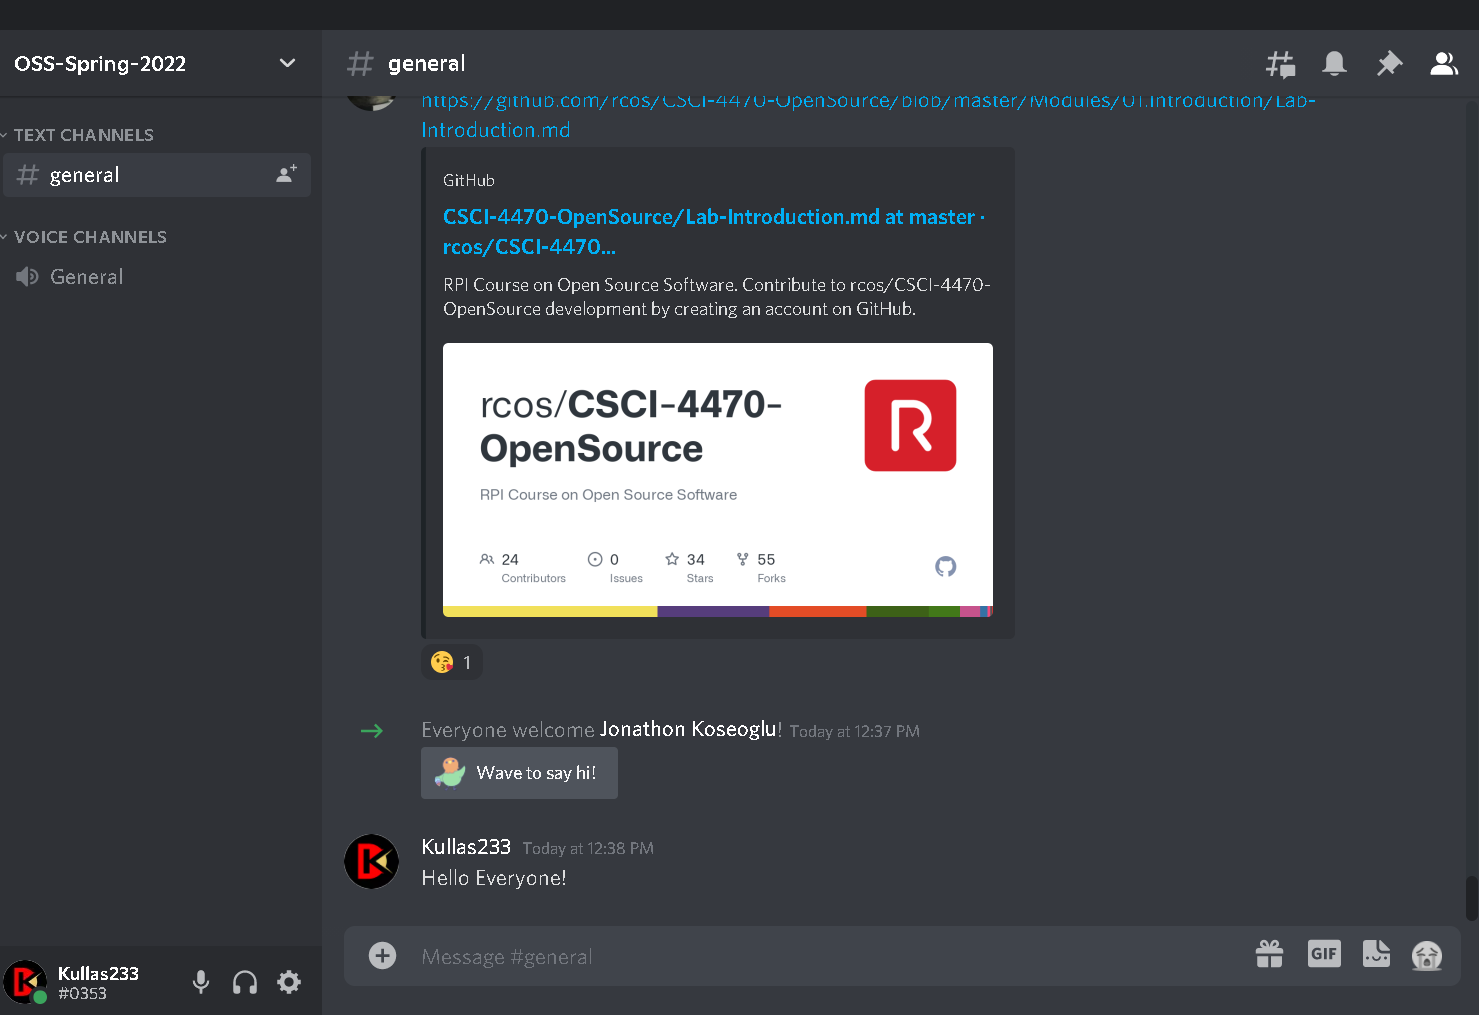 OSS-Spring-2022
TEXT CHANNELS
general
VOICE CHANNELS
General
Kullas233
#0353
general
https://github.com/rcos/CSCI-4470-OpenSource/blob/master/Modules/01.Introduction/Lab-
Introduction.md
GitHub
CSCI-4470-OpenSource/Lab-Introduction.md at master ·
rcos/CSCI-4470...
RPI Course on Open Source Software. Contribute to rcos/CSCI-4470-
OpenSource development by creating an account on GitHub.
rcos/CSCI-4470-
OpenSource
R
RPI Course on Open Source Software
24 0 34 55
Contributors Issues Stars Forks
1
Everyone welcome Jonathon Koseoglu! Today at 12:37 PM
Wave to say hi!
Kullas233 Today at 12:38 PM
Hello Everyone!
Message #general
GIF